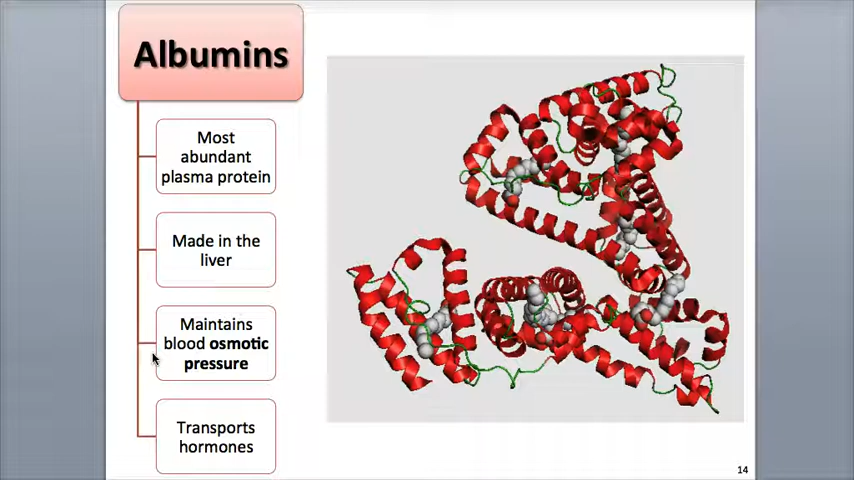 Albumins
Most
abundant
plasma protein
Made in the
liver
Maintains
blood osmotic
pressure
Transports
hormones
14